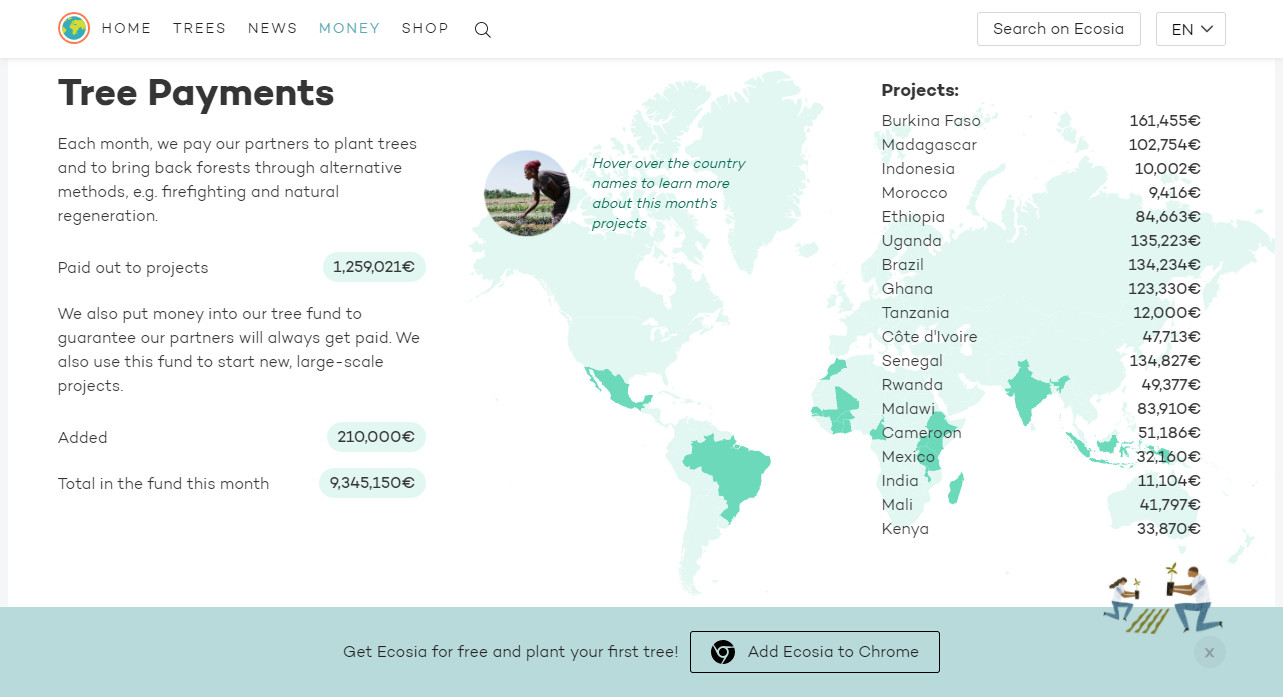 HOME TREES NEWS MONEY SHOP
Search on Ecosia
EN
Tree Payments
Each month, we pay our partners to plant trees
and to bring back forests through alternative
methods, e.g. firefighting and natural
regeneration.
Paid out to projects 1,259,021€
We also put money into our tree fund to
guarantee our partners will always get paid. We
also use this fund to start new, large-scale
projects.
Added 210,000€
Total in the fund this month 9,345,150€
Hover over the country
names to learn more
about this month's
projects
Projects:
Burkina Faso 161,455€
Madagascar 102,754€
Indonesia 10,002€
Morocco 9,416€
Ethiopia 84,663€
Uganda 135,223€
Brazil 134,234€
Ghana 123,330€
Tanzania 12,000€
Côte d'Ivoire 47,713€
Senegal 134,827€
Rwanda 49,377€
Malawi 83,910€
Cameroon 51,186€
Mexico 32,160€
India 11,104€
Mali 41,797€
Kenya 33,870€
Get Ecosia for free and plant your first tree! Add Ecosia to Chrome
x